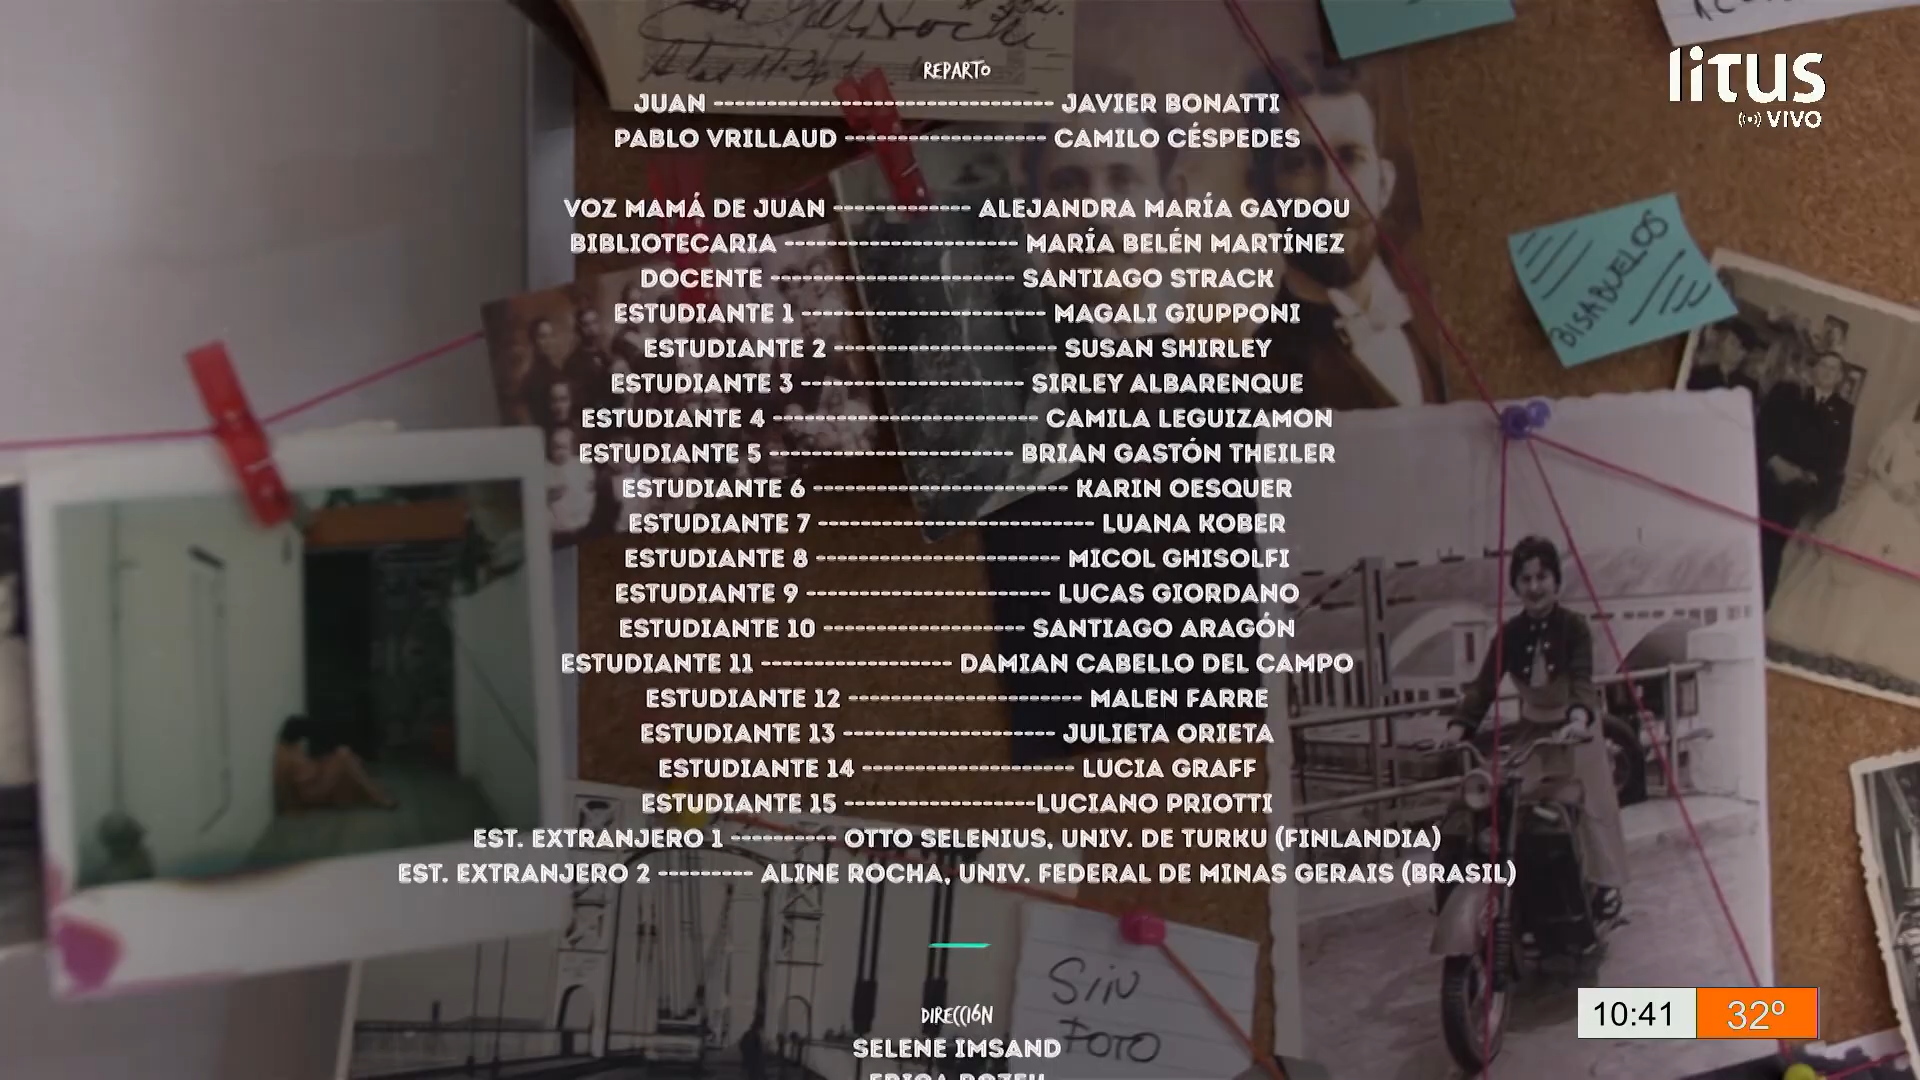 litus
VIVO
REPARTO
JUAN -------------------------------- JAVIER BONATTI
PABLO VRILLAUD ------------------- CAMILO CÉSPEDES
VOZ MAMÁ DE JUAN ------------- ALEJANDRA MARÍA GAYDOU
BIBLIOTECARIA ---------------------- MARÍA BELÉN MARTÍNEZ
DOCENTE ----------------------- SANTIAGO STRACK
ESTUDIANTE 1 ----------------------- MAGALI GIUPPONI
ESTUDIANTE 2 --------------------- SUSAN SHIRLEY
ESTUDIANTE 3 --------------------- SIRLEY ALBARENQUE
ESTUDIANTE 4 ------------------------- CAMILA LEGUIZAMON
ESTUDIANTE 5 ----------------------- BRIAN GASTÓN THEILER
ESTUDIANTE 6 ------------------------ KARIN OESQUER
ESTUDIANTE 7 -------------------------- LUANA KOBER
ESTUDIANTE 8 ----------------------- MICOL GHISOLFI
ESTUDIANTE 9 ----------------------- LUCAS GIORDANO
ESTUDIANTE 10 ------------------- SANTIAGO ARAGÓN
ESTUDIANTE 11 ------------------ DAMIAN CABELLO DEL CAMPO
ESTUDIANTE 12 ---------------------- MALEN FARRE
ESTUDIANTE 13 -------------------- JULIETA ORIETA
ESTUDIANTE 14 -------------------- LUCIA GRAFF
ESTUDIANTE 15 ------------------LUCIANO PRIOTTI
EST. EXTRANJERO 1 ---------- OTTO SELENIUS, UNIV. DE TURKU (FINLANDIA)
EST. EXTRANJERO 2 --------- ALINE ROCHA, UNIV. FEDERAL DE MINAS GERAIS (BRASIL)
BISABUELOS
SIN
FOTO
DIRECCIÓN
SELENE IMSAND
10:41 32º